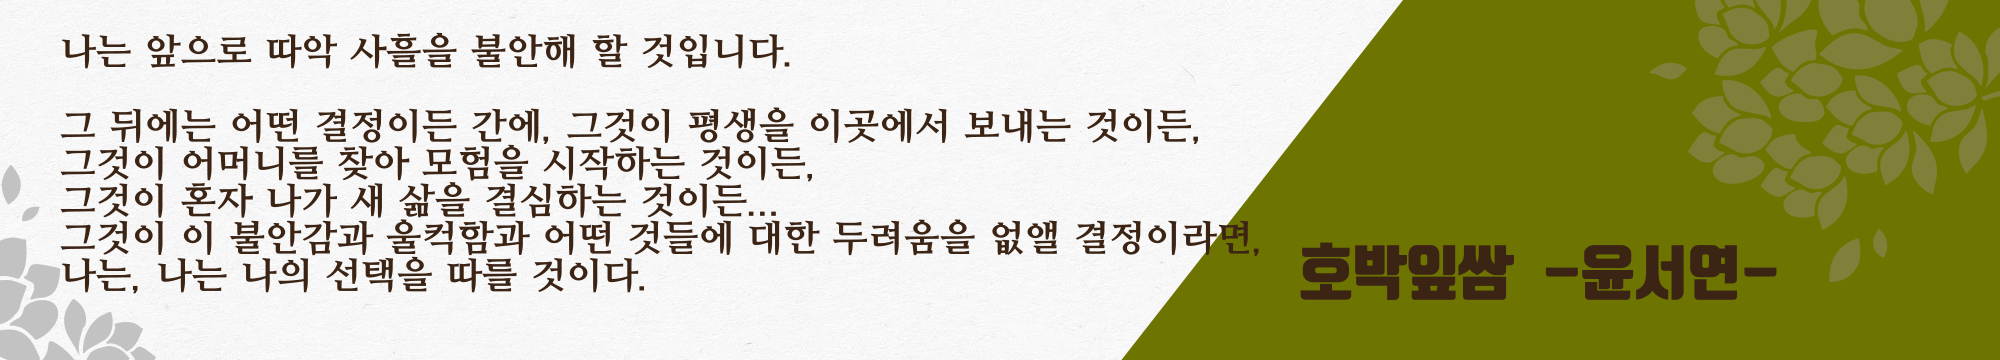 나는 앞으로 따악 사흘을 불안해 할 것입니다.
그 뒤에는 어떤 결정이든 간에, 그것이 평생을 이곳에서 보내는 것이든,
그것이 어머니를 찾아 모험을 시작하는 것이든,
그것이 혼자 나가 새 삶을 결심하는 것이든...
그것이 이 불안감과 울컥함과 어떤 것들에 대한 두려움을 없앨 결정이라면,
나는, 나는 나의 선택을 따를 것이다.
호박잎쌈 -윤서연-